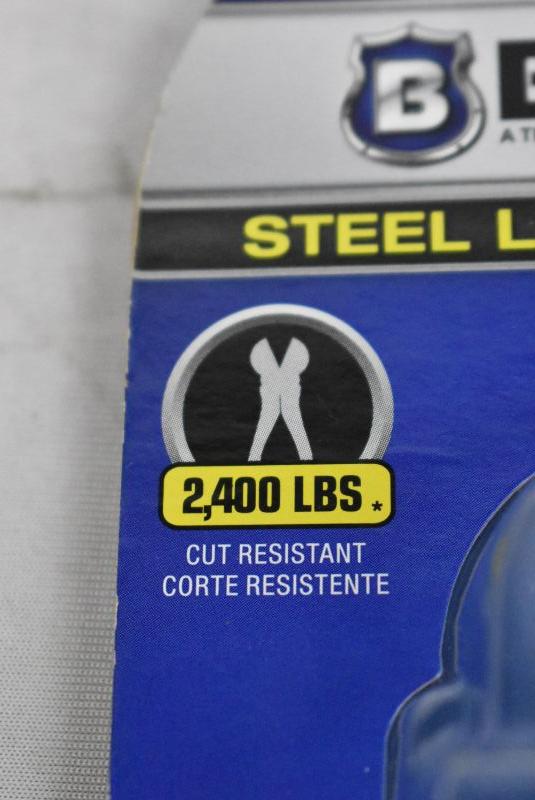 B
A
STEEL
2,400 LBS *
CUT RESISTANT
CORTE RESISTENTE